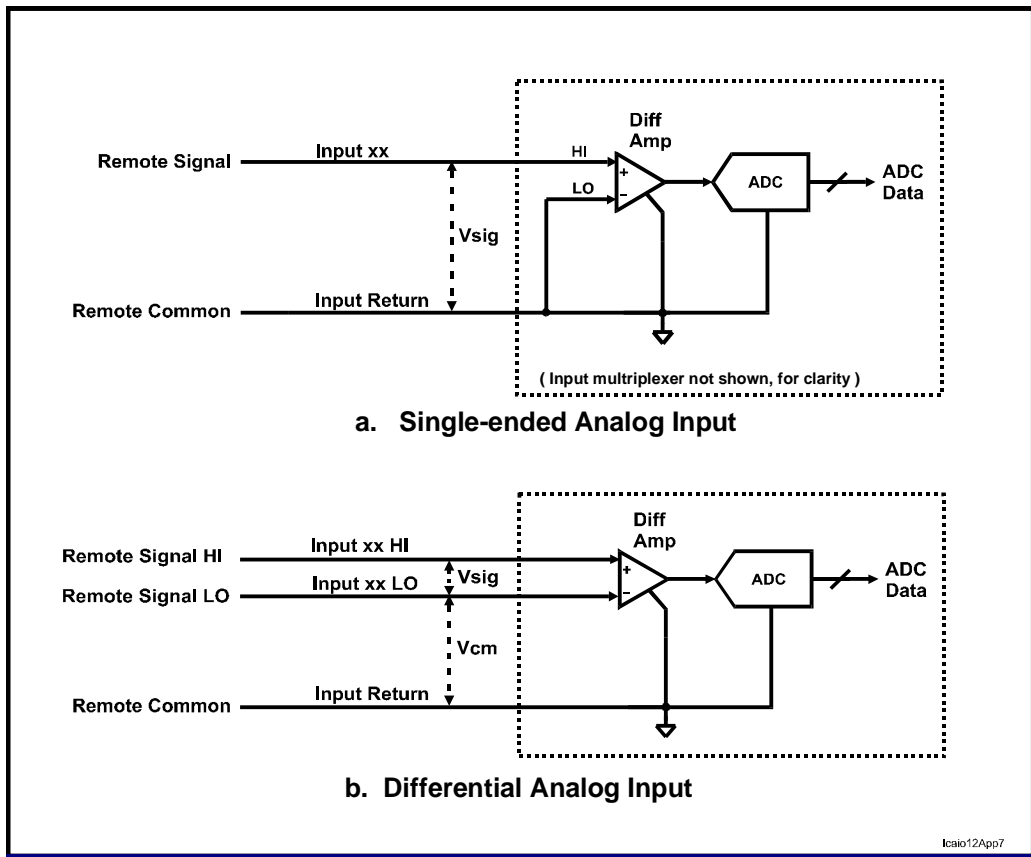 Diff
Amp
Remote Signal
Input xx
HI
+
LO
−
ADC
ADC
Data
Vsig
Remote Common
Input Return
( Input multiplexer not shown, for clarity )
a. Single-ended Analog Input
Diff
Amp
Remote Signal HI
Input xx HI
+
Vsig
ADC
ADC
Data
Remote Signal LO
Input xx LO
−
Vcm
Remote Common
Input Return
b. Differential Analog Input
Icaio12App7